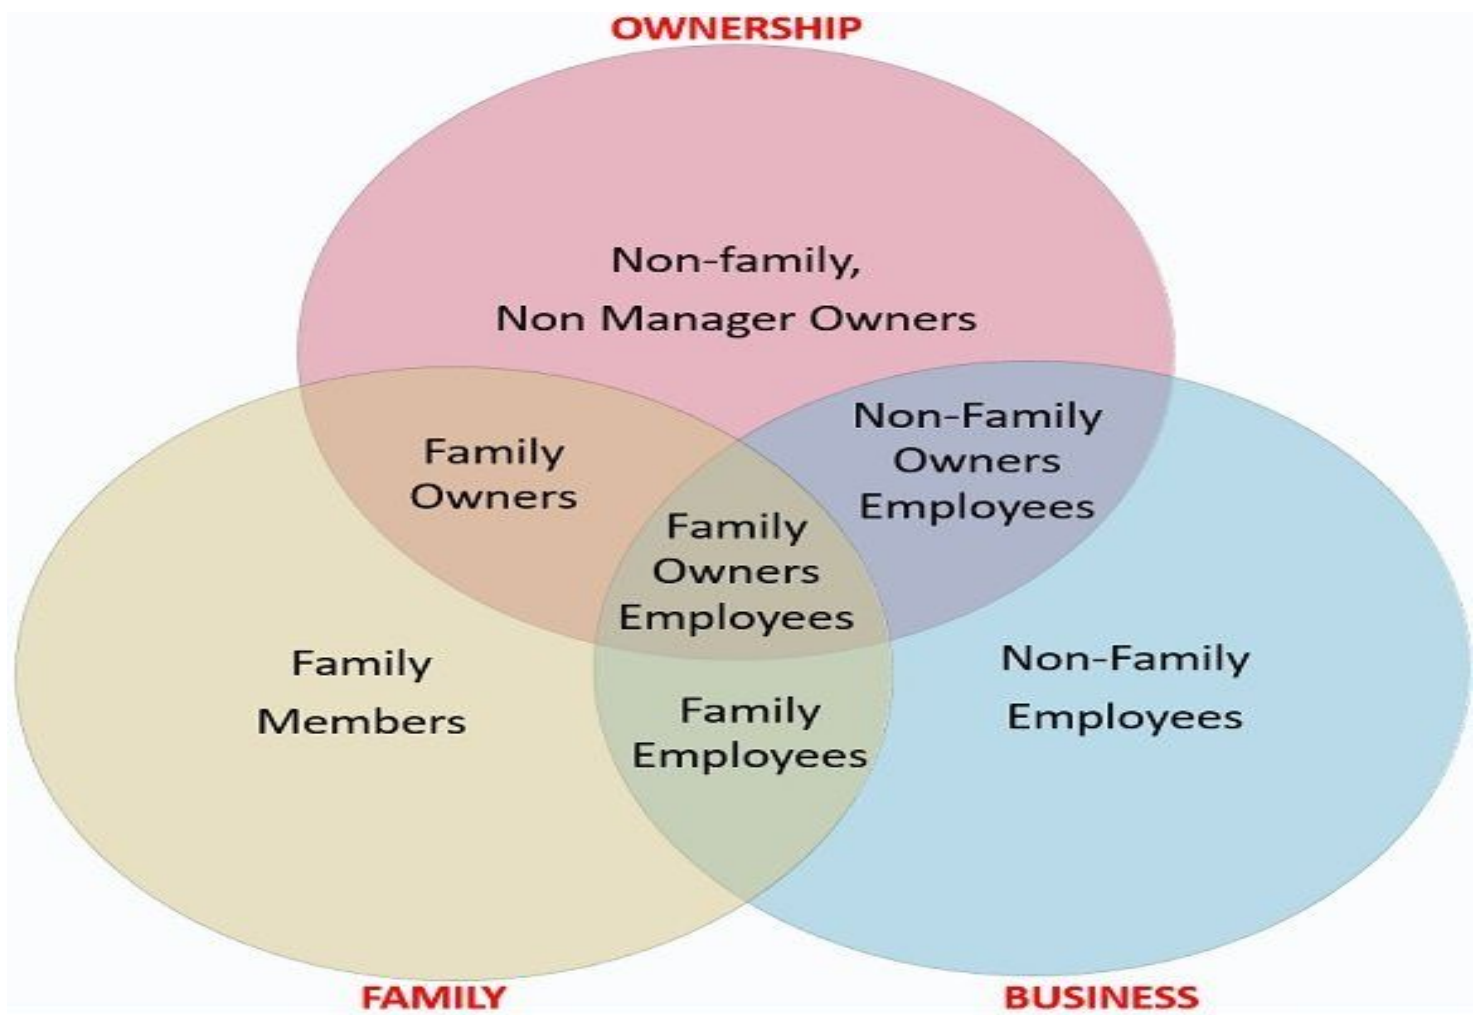 OWNERSHIP
Non-family,
Non Manager Owners
Non-Family
Owners
Employees
Family
Owners
Family
Owners
Employees
Family
Members
Non-Family
Employees
Family
Employees
FAMILY
BUSINESS